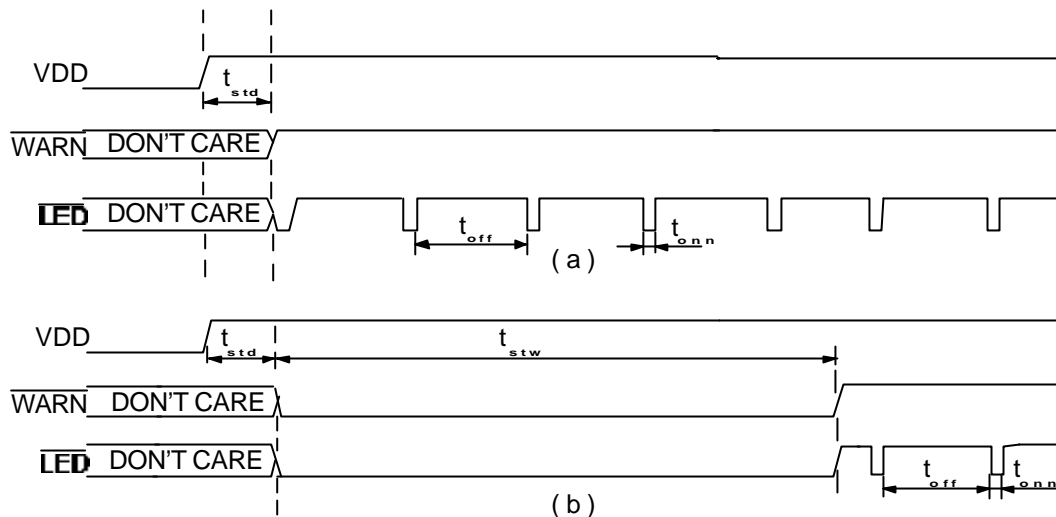 VDD
t std
WARN DON'T CARE
LED DON'T CARE
t off
t onn
(a)
VDD
t std
t stw
WARN DON'T CARE
LED DON'T CARE
t off
t onn
(b)